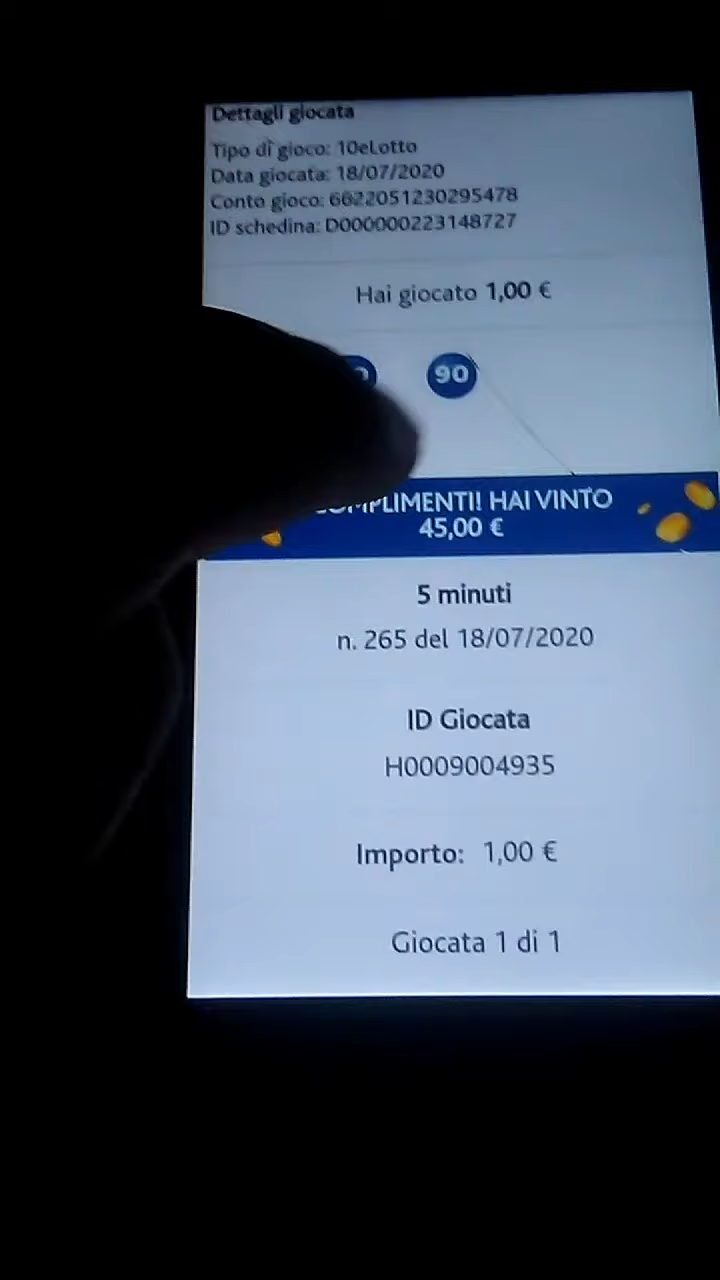 Dettagli giocata
Tipo di gioco: 10eLotto
Data giocata: 18/07/2020
Conto gioco: 6622051230295478
ID schedina: D000000223148727
Hai giocato 1,00 €
90
COMPLIMENTI! HAI VINTO
45,00 €
5 minuti
n. 265 del 18/07/2020
ID Giocata
H0009004935
Importo: 1,00 €
Giocata 1 di 1